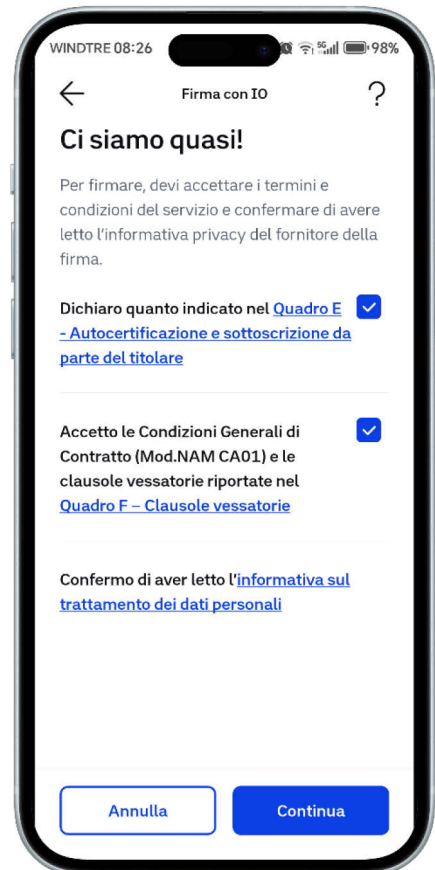 WINDTRE 08:26 5G 98%
Firma con IO ?
Ci siamo quasi!
Per firmare, devi accettare i termini e
condizioni del servizio e confermare di avere
letto l'informativa privacy del fornitore della
firma.
Dichiaro quanto indicato nel Quadro E
- Autocertificazione e sottoscrizione da
parte del titolare
Accetto le Condizioni Generali di
Contratto (Mod.NAM CA01) e le
clausole vessatorie riportate nel
Quadro F – Clausole vessatorie
Confermo di aver letto l'informativa sul
trattamento dei dati personali
Annulla Continua